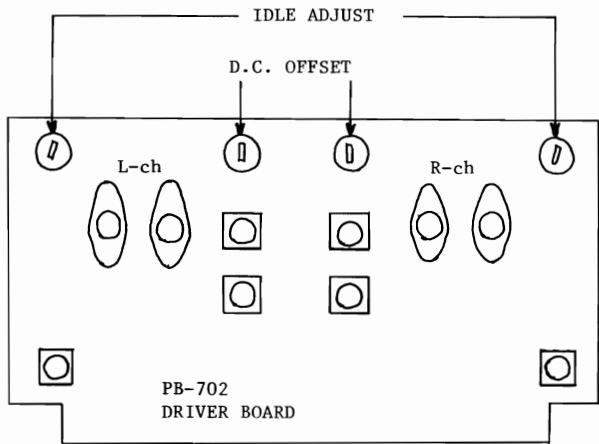 IDLE ADJUST
D.C. OFFSET
L-ch
R-ch
PB-702
DRIVER BOARD